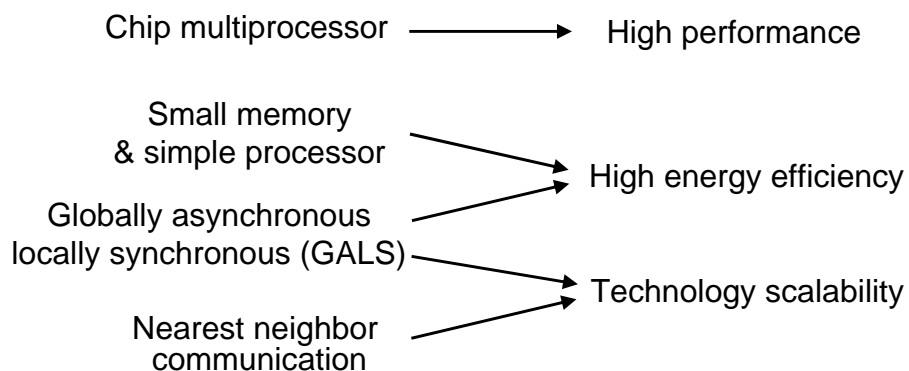 Chip multiprocessor
High performance
Small memory
& simple processor
High energy efficiency
Globally asynchronous
locally synchronous (GALS)
Technology scalability
Nearest neighbor
communication